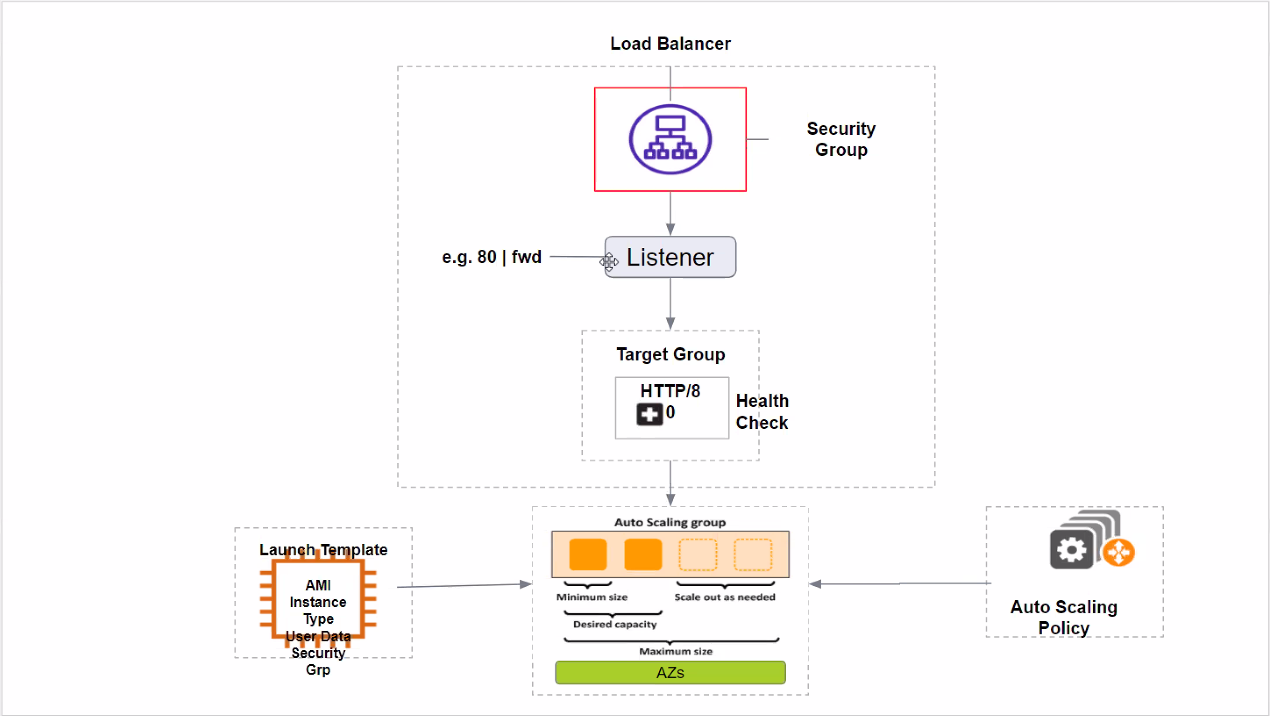 Load Balancer
Security
Group
e.g. 80 | fwd
Listener
Target Group
HTTP/8
0
Health
Check
Auto Scaling group
Minimum size
Scale out as needed
Desired capacity
Maximum size
AZs
Launch Template
AMI
Instance
Type
User Data
Security
Grp
Auto Scaling
Policy